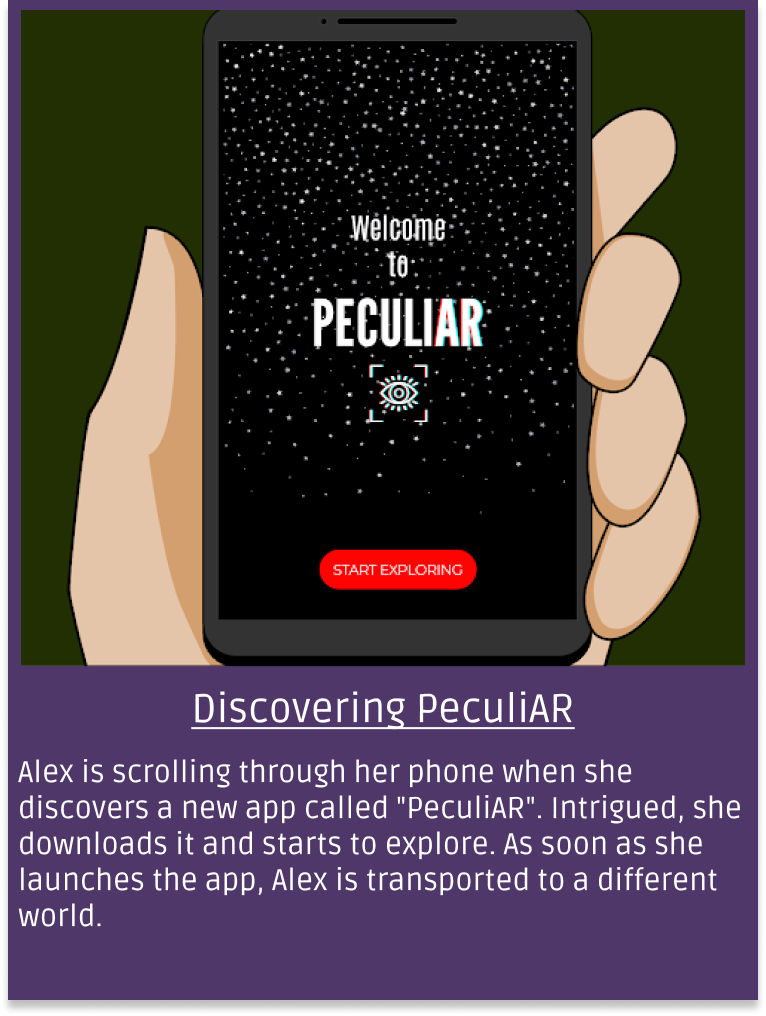 Welcome
to
PECULIAR
START EXPLORING
Discovering PeculiAR
Alex is scrolling through her phone when she
discovers a new app called "PeculiAR". Intrigued, she
downloads it and starts to explore. As soon as she
launches the app, Alex is transported to a different
world.